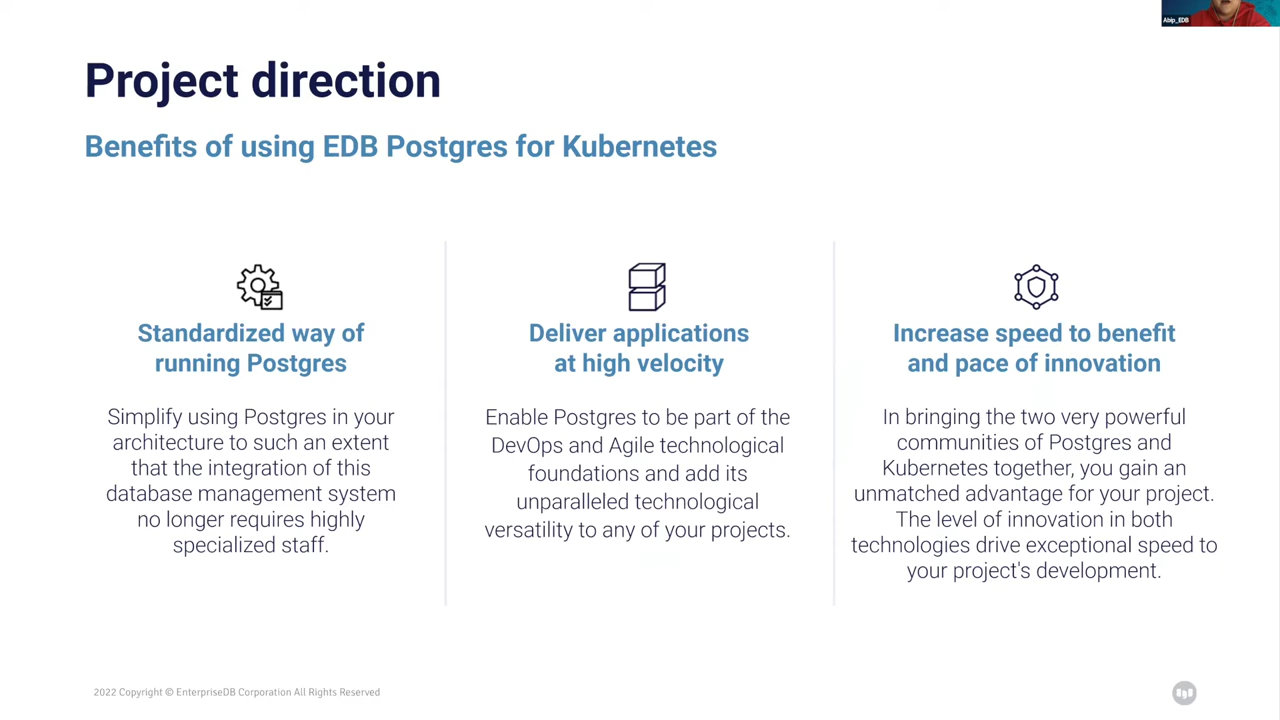 Abip_EDB
Project direction
Benefits of using EDB Postgres for Kubernetes
Standardized way of
running Postgres
Simplify using Postgres in your
architecture to such an extent
that the integration of this
database management system
no longer requires highly
specialized staff.
Deliver applications
at high velocity
Enable Postgres to be part of the
DevOps and Agile technological
foundations and add its
unparalleled technological
versatility to any of your projects.
Increase speed to benefit
and pace of innovation
In bringing the two very powerful
communities of Postgres and
Kubernetes together, you gain an
unmatched advantage for your project.
The level of innovation in both
technologies drive exceptional speed to
your project's development.
2022 Copyright © EnterpriseDB Corporation All Rights Reserved